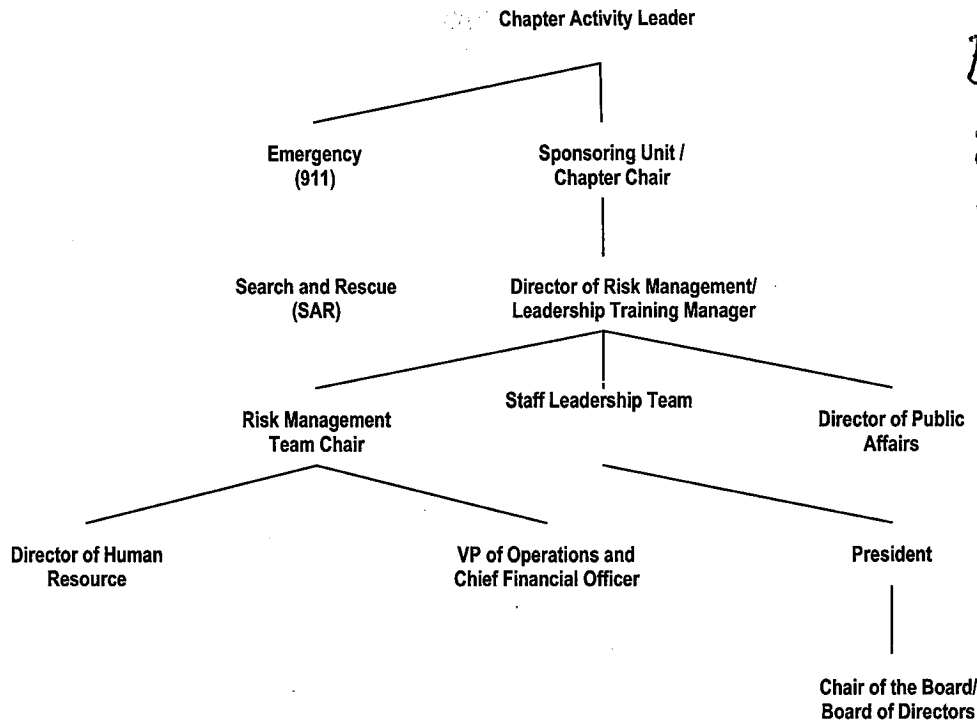 Chapter Activity Leader
Emergency
(911)
Sponsoring Unit /
Chapter Chair
Search and Rescue
(SAR)
Director of Risk Management/
Leadership Training Manager
Risk Management
Team Chair
Staff Leadership Team
Director of Public
Affairs
Director of Human
Resource
VP of Operations and
Chief Financial Officer
President
Chair of the Board/
Board of Directors